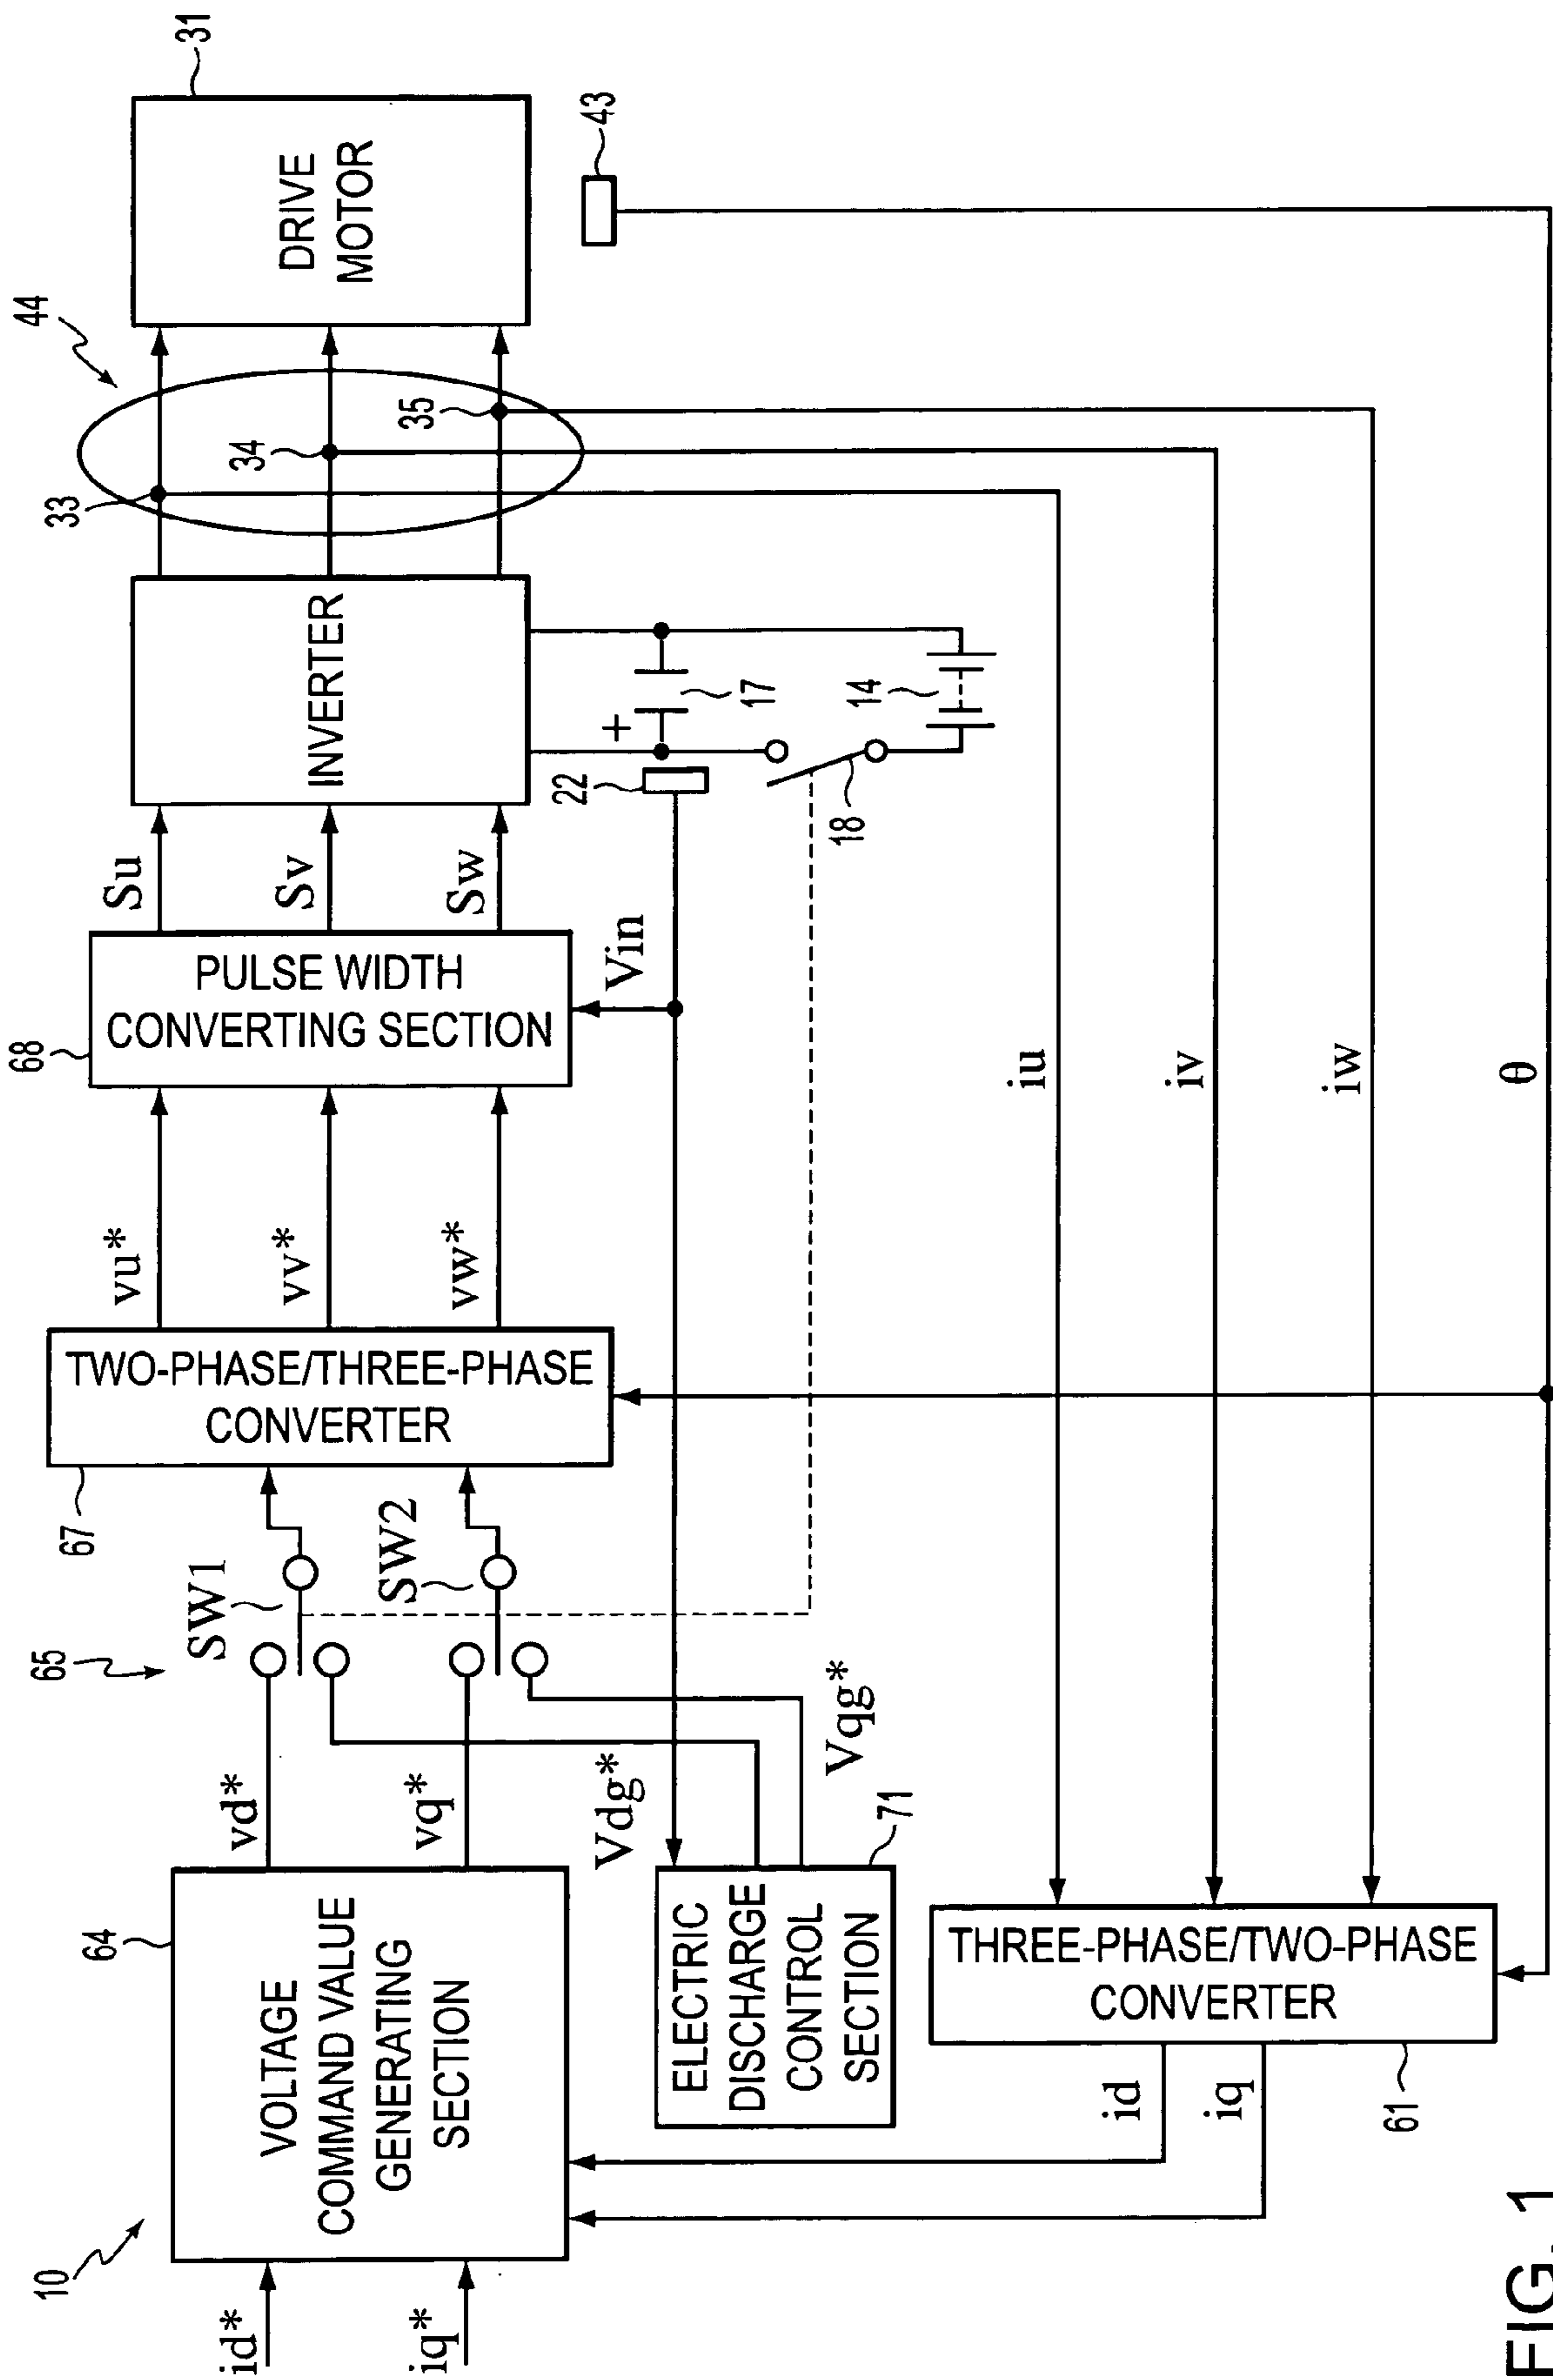 10
id*
iq*
64
VOLTAGE
COMMAND VALUE
GENERATING
SECTION
vd*
vq*
65
SW1
SW2
Vdg*
Vqg*
71
ELECTRIC
DISCHARGE
CONTROL
SECTION
67
TWO-PHASE/THREE-PHASE
CONVERTER
vu*
vv*
vw*
68
PULSE WIDTH
CONVERTING SECTION
Su
Sv
Sw
Vin
INVERTER
22
+
17
18
14
33
34
35
44
DRIVE
MOTOR
31
43
iu
iv
iw
θ
THREE-PHASE/TWO-PHASE
CONVERTER
61
id
iq
FIG. 1